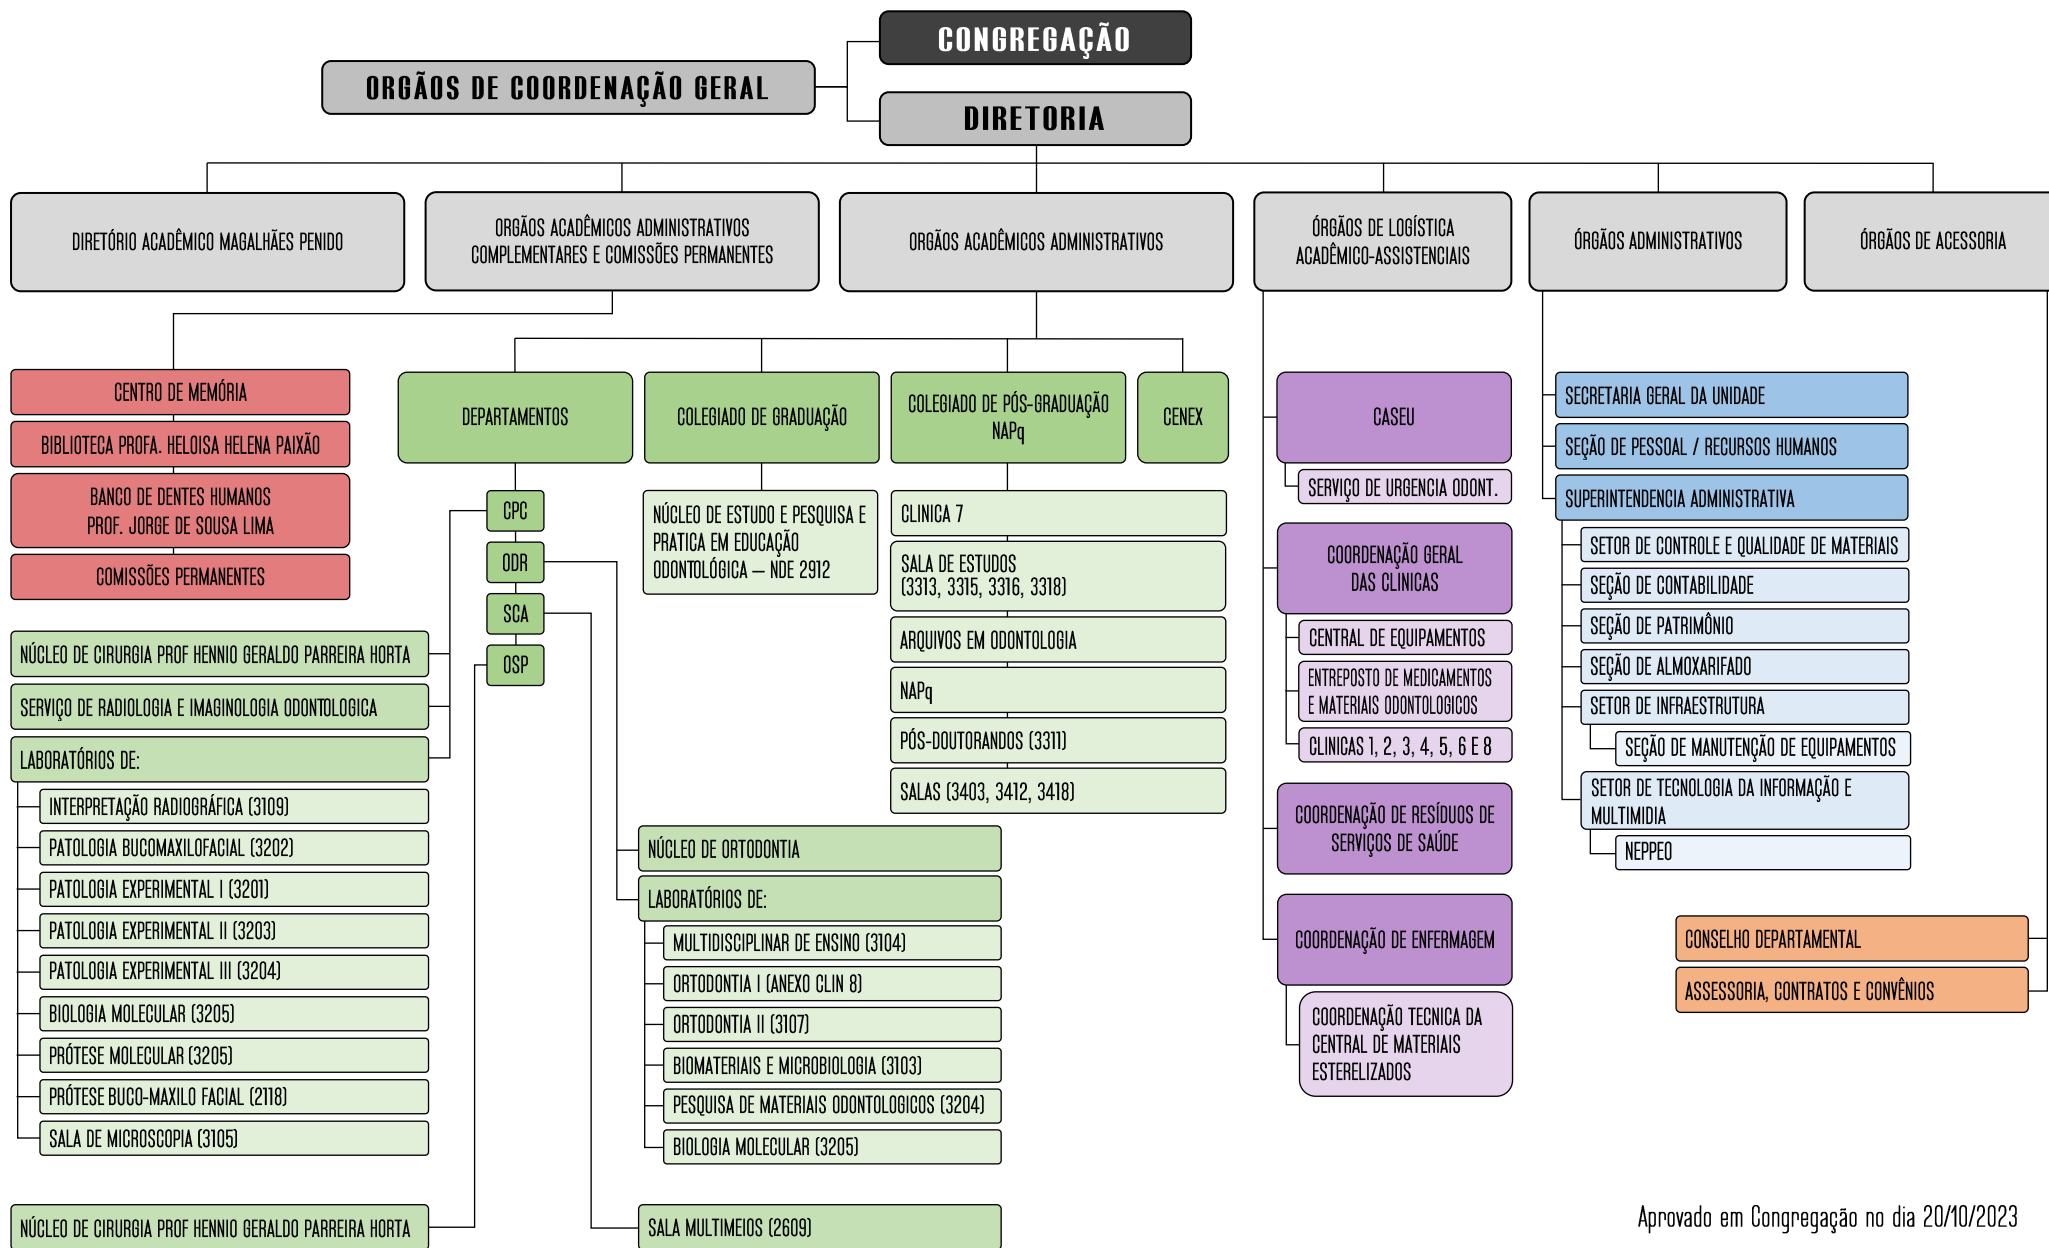 CONGREGAÇÃO
ORGÃOS DE COORDENAÇÃO GERAL
DIRETORIA
DIRETÓRIO ACADÊMICO MAGALHÃES PENIDO
ORGÃOS ACADÊMICOS ADMINISTRATIVOS
COMPLEMENTARES E COMISSÕES PERMANENTES
ORGÃOS ACADÊMICOS ADMINISTRATIVOS
ÓRGÃOS DE LOGÍSTICA
ACADÊMICO-ASSISTENCIAIS
ÓRGÃOS ADMINISTRATIVOS
ÓRGÃOS DE ACESSORIA
CENTRO DE MEMÓRIA
BIBLIOTECA PROFA. HELOISA HELENA PAIXÃO
BANCO DE DENTES HUMANOS
PROF. JORGE DE SOUSA LIMA
COMISSÕES PERMANENTES
DEPARTAMENTOS
CPC
ODR
SCA
OSP
NÚCLEO DE CIRURGIA PROF HENNIO GERALDO PARREIRA HORTA
SERVIÇO DE RADIOLOGIA E IMAGINOLOGIA ODONTOLOGICA
LABORATÓRIOS DE:
INTERPRETAÇÃO RADIOGRÁFICA (3109)
PATOLOGIA BUCOMAXILOFACIAL (3202)
PATOLOGIA EXPERIMENTAL I (3201)
PATOLOGIA EXPERIMENTAL II (3203)
PATOLOGIA EXPERIMENTAL III (3204)
BIOLOGIA MOLECULAR (3205)
PRÓTESE MOLECULAR (3205)
PRÓTESE BUCO-MAXILO FACIAL (2118)
SALA DE MICROSCOPIA (3105)
NÚCLEO DE CIRURGIA PROF HENNIO GERALDO PARREIRA HORTA
COLEGIADO DE GRADUAÇÃO
NÚCLEO DE ESTUDO E PESQUISA E
PRATICA EM EDUCAÇÃO
ODONTOLÓGICA – NDE 2912
COLEGIADO DE PÓS-GRADUAÇÃO
NAPq
CLINICA 7
SALA DE ESTUDOS
(3313, 3315, 3316, 3318)
ARQUIVOS EM ODONTOLOGIA
NAPq
PÓS-DOUTORANDOS (3311)
SALAS (3403, 3412, 3418)
CENEX
NÚCLEO DE ORTODONTIA
LABORATÓRIOS DE:
MULTIDISCIPLINAR DE ENSINO (3104)
ORTODONTIA I (ANEXO CLIN 8)
ORTODONTIA II (3107)
BIOMATERIAIS E MICROBIOLOGIA (3103)
PESQUISA DE MATERIAIS ODONTOLOGICOS (3204)
BIOLOGIA MOLECULAR (3205)
SALA MULTIMEIOS (2609)
CASEU
SERVIÇO DE URGENCIA ODONT.
COORDENAÇÃO GERAL
DAS CLINICAS
CENTRAL DE EQUIPAMENTOS
ENTREPOSTO DE MEDICAMENTOS
E MATERIAIS ODONTOLOGICOS
CLINICAS 1, 2, 3, 4, 5, 6 E 8
COORDENAÇÃO DE RESÍDUOS DE
SERVIÇOS DE SAÚDE
COORDENAÇÃO DE ENFERMAGEM
COORDENAÇÃO TECNICA DA
CENTRAL DE MATERIAIS
ESTERELIZADOS
SECRETARIA GERAL DA UNIDADE
SEÇÃO DE PESSOAL / RECURSOS HUMANOS
SUPERINTENDENCIA ADMINISTRATIVA
SETOR DE CONTROLE E QUALIDADE DE MATERIAIS
SEÇÃO DE CONTABILIDADE
SEÇÃO DE PATRIMÔNIO
SEÇÃO DE ALMOXARIFADO
SETOR DE INFRAESTRUTURA
SEÇÃO DE MANUTENÇÃO DE EQUIPAMENTOS
SETOR DE TECNOLOGIA DA INFORMAÇÃO E
MULTIMIDIA
NEPPEO
CONSELHO DEPARTAMENTAL
ASSESSORIA, CONTRATOS E CONVÊNIOS
Aprovado em Congregação no dia 20/10/2023